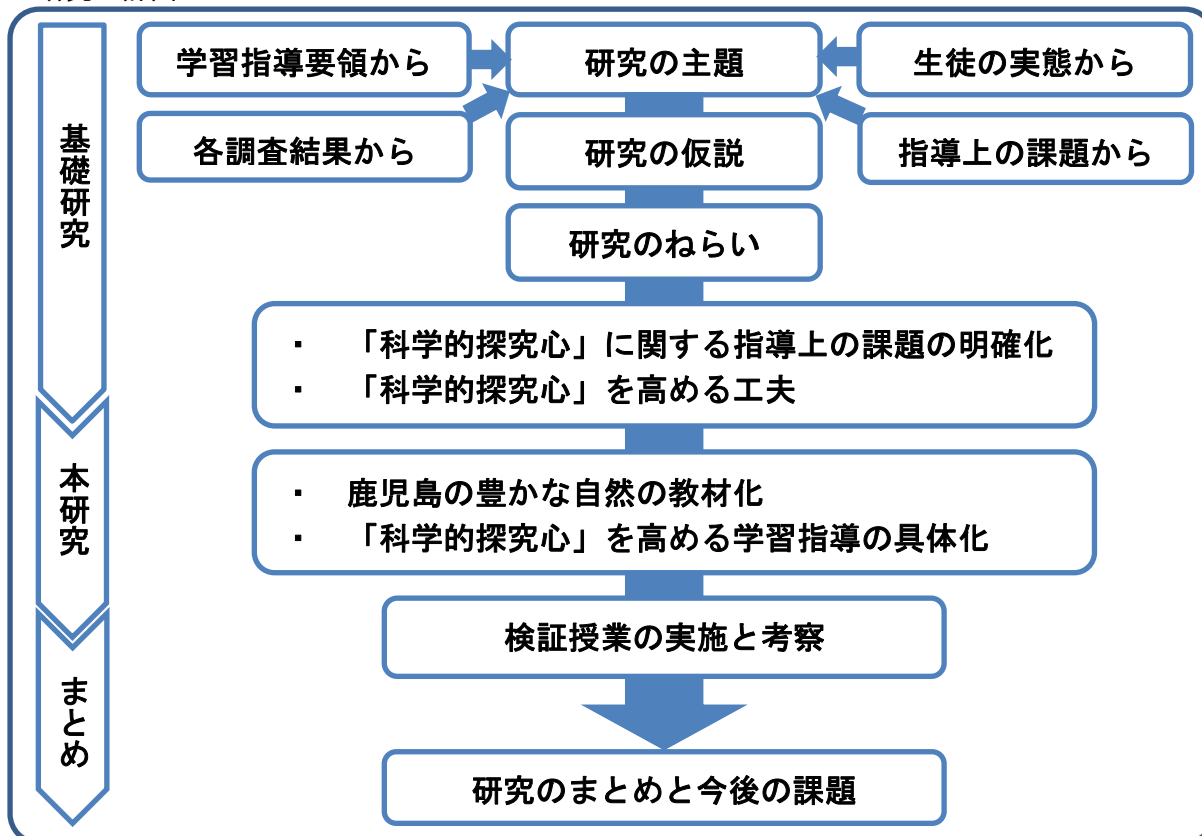 学習指導要領から
研究の主題
生徒の実態から
各調査結果から
研究の仮説
指導上の課題から
研究のねらい
・ 「科学的探究心」に関する指導上の課題の明確化
・ 「科学的探究心」を高める工夫
・ 鹿児島の豊かな自然の教材化
・ 「科学的探究心」を高める学習指導の具体化
検証授業の実施と考察
研究のまとめと今後の課題
基礎研究
本研究
まとめ